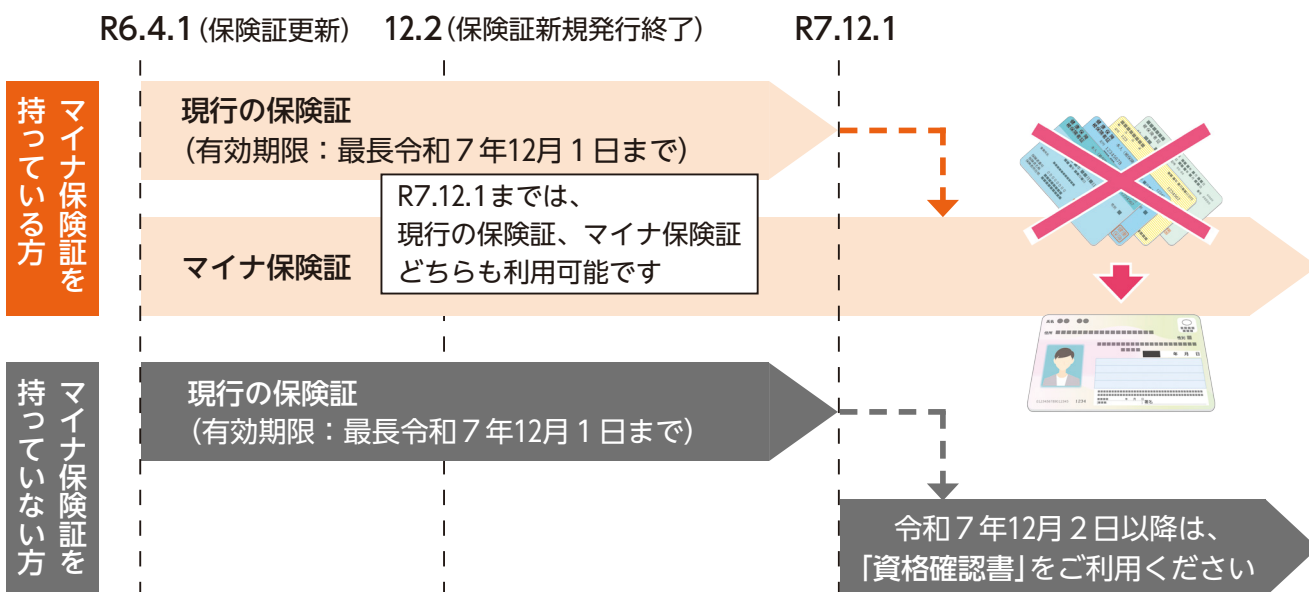 R6.4.1(保険証更新)
12.2(保険証新規発行終了)
R7.12.1
マイナ保険証を
持っている方
現行の保険証
(有効期限:最長令和7年12月1日まで)
R7.12.1までは、
現行の保険証、マイナ保険証
どちらも利用可能です
マイナ保険証
マイナ保険証を
持っていない方
現行の保険証
(有効期限:最長令和7年12月1日まで)
令和7年12月2日以降は、
「資格確認書」をご利用ください